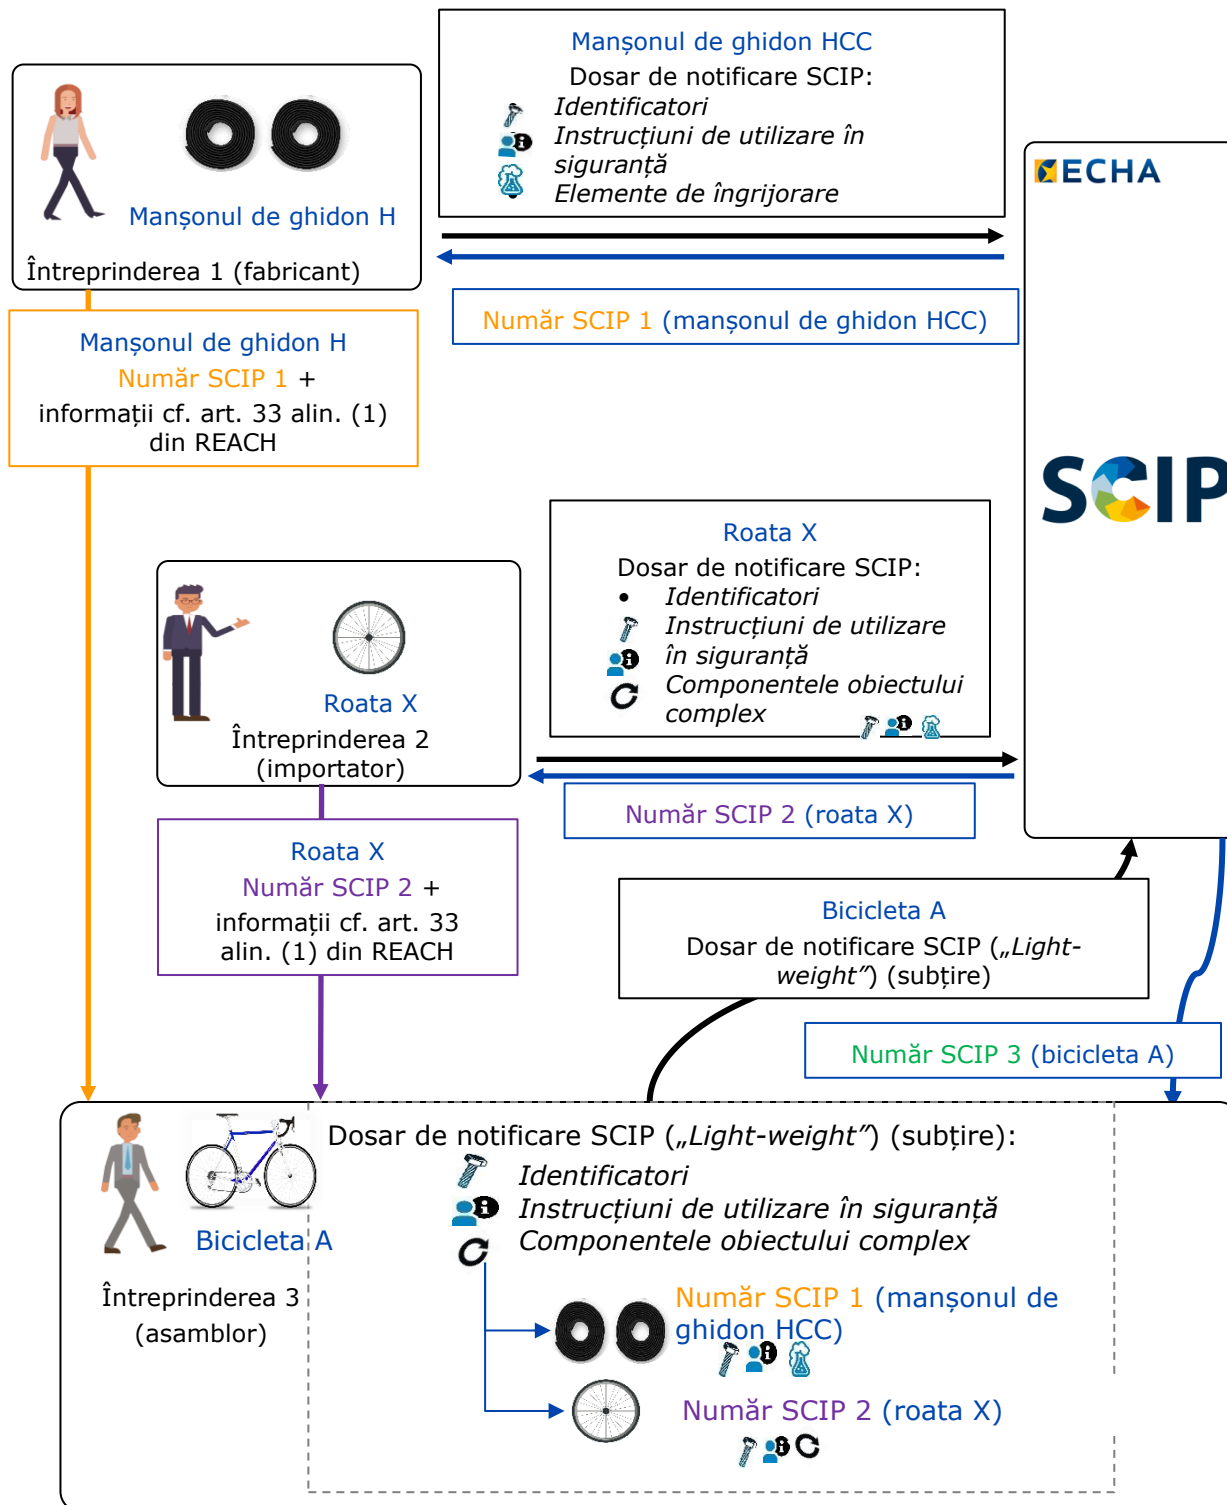 Manșonul de ghidon HCC
Dosar de notificare SCIP:
Identificatori
Instrucțiuni de utilizare în
siguranță
Elemente de îngrijorare
Manșonul de ghidon H
Întreprinderea 1 (fabricant)
ECHA
SCIP
Număr SCIP 1 (manșonul de ghidon HCC)
Manșonul de ghidon H
Număr SCIP 1 +
informații cf. art. 33 alin. (1)
din REACH
Roata X
Dosar de notificare SCIP:
• Identificatori
Instrucțiuni de utilizare
în siguranță
Componentele obiectului
complex
Roata X
Întreprinderea 2
(importator)
Număr SCIP 2 (roata X)
Roata X
Număr SCIP 2 +
informații cf. art. 33
alin. (1) din REACH
Bicicleta A
Dosar de notificare SCIP („Light-
weight”) (subțire)
Număr SCIP 3 (bicicleta A)
Bicicleta A
Întreprinderea 3
(asamblor)
Dosar de notificare SCIP („Light-weight”) (subțire):
Identificatori
Instrucțiuni de utilizare în siguranță
Componentele obiectului complex
Număr SCIP 1 (manșonul de
ghidon HCC)
Număr SCIP 2 (roata X)